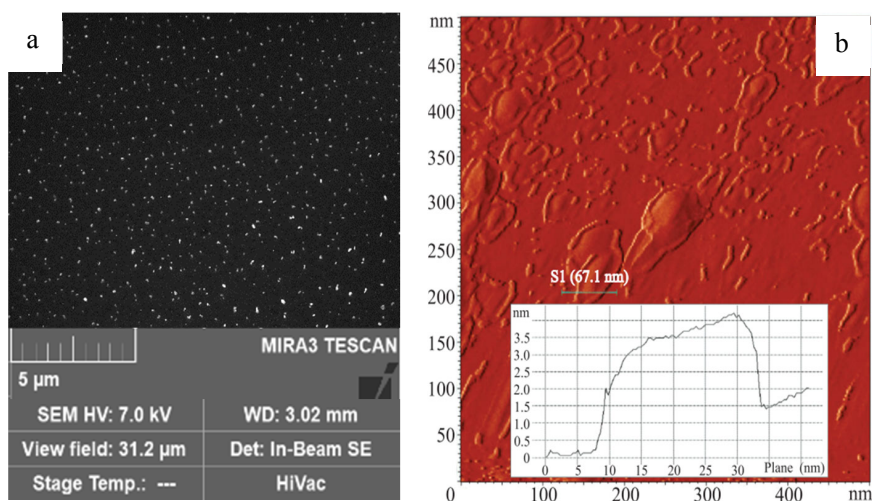 a
5 µm
MIRA3 TESCAN
SEM HV: 7.0 kV
WD: 3.02 mm
View field: 31.2 µm
Det: In-Beam SE
Stage Temp.: ---
HiVac
b
nm
450
400
350
300
250
200
150
100
50
0
0
100
200
300
400
nm
S1 (67.1 nm)
nm
3.5
3.0
2.5
2.0
1.5
1.0
0.5
0
0
5
10
15
20
25
30
Plane (nm)